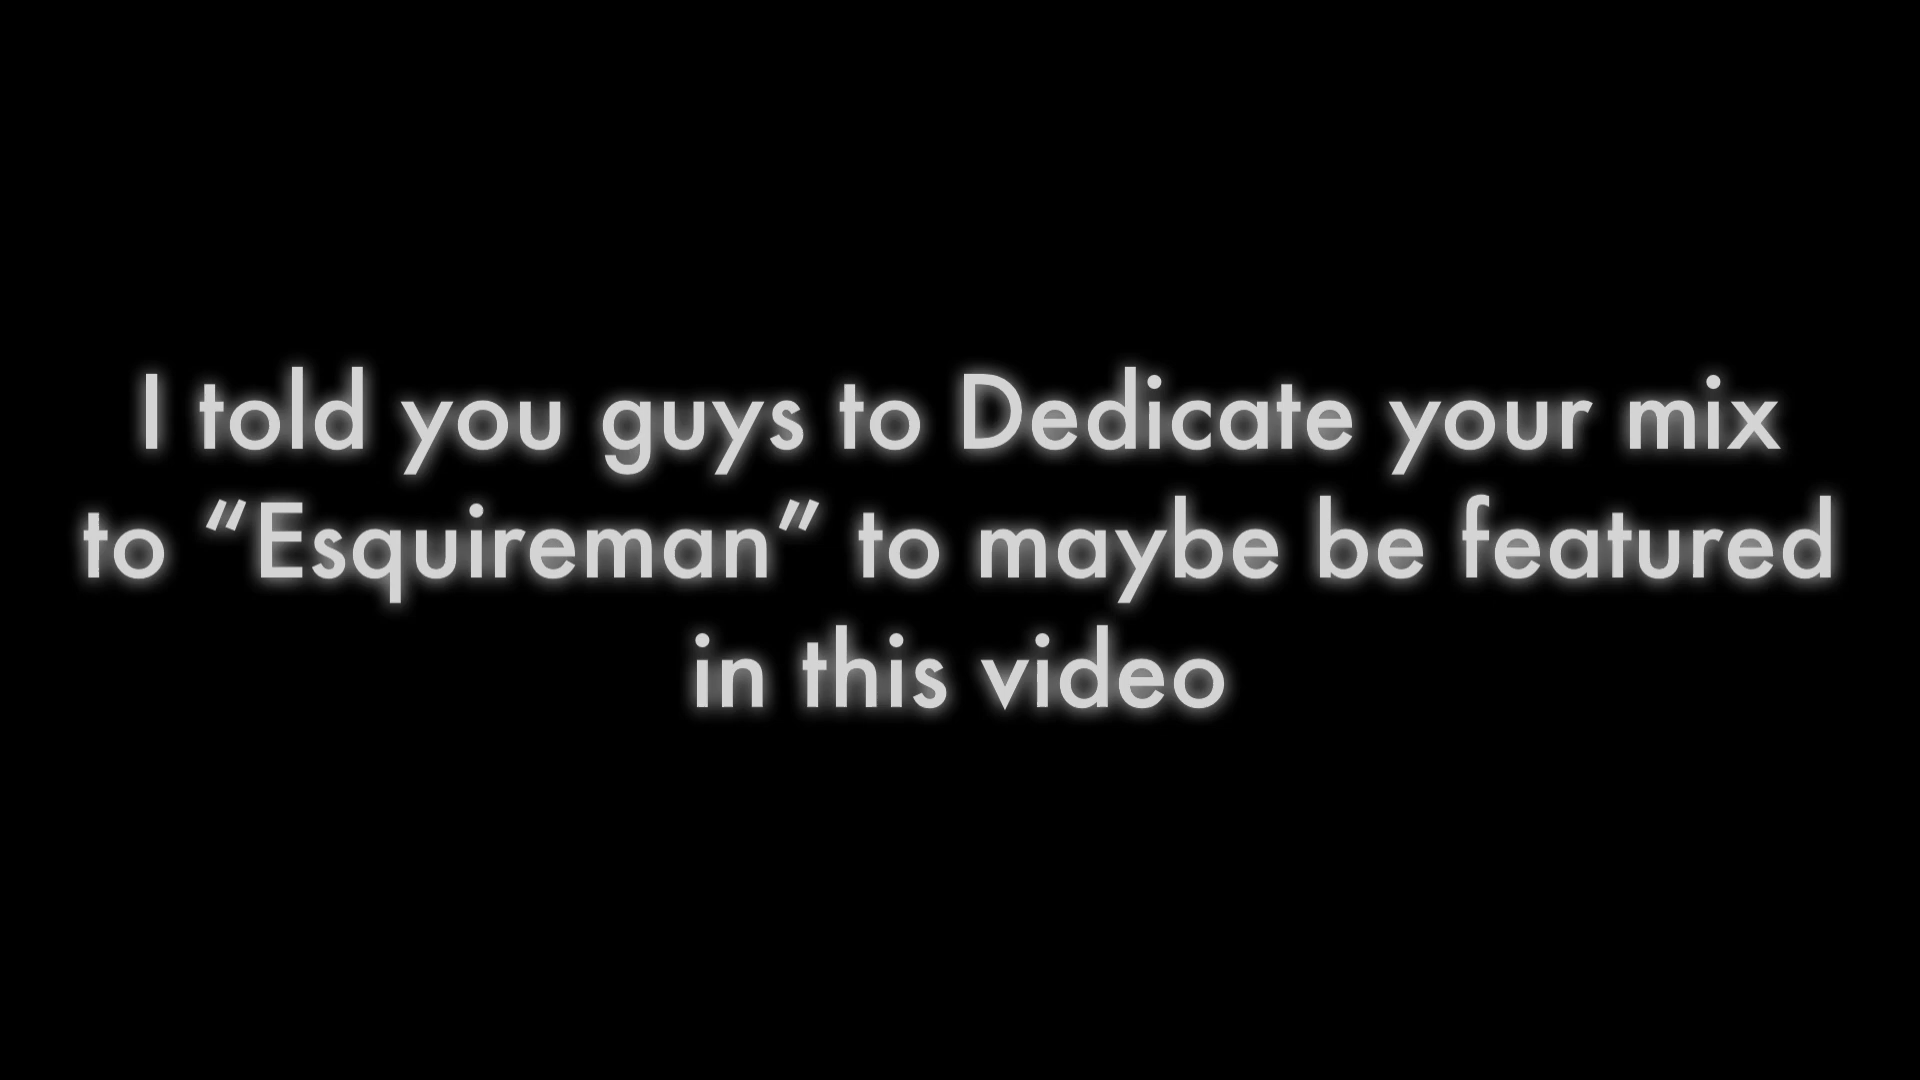 I told you guys to Dedicate your mix
to “Esquireman” to maybe be featured
in this video